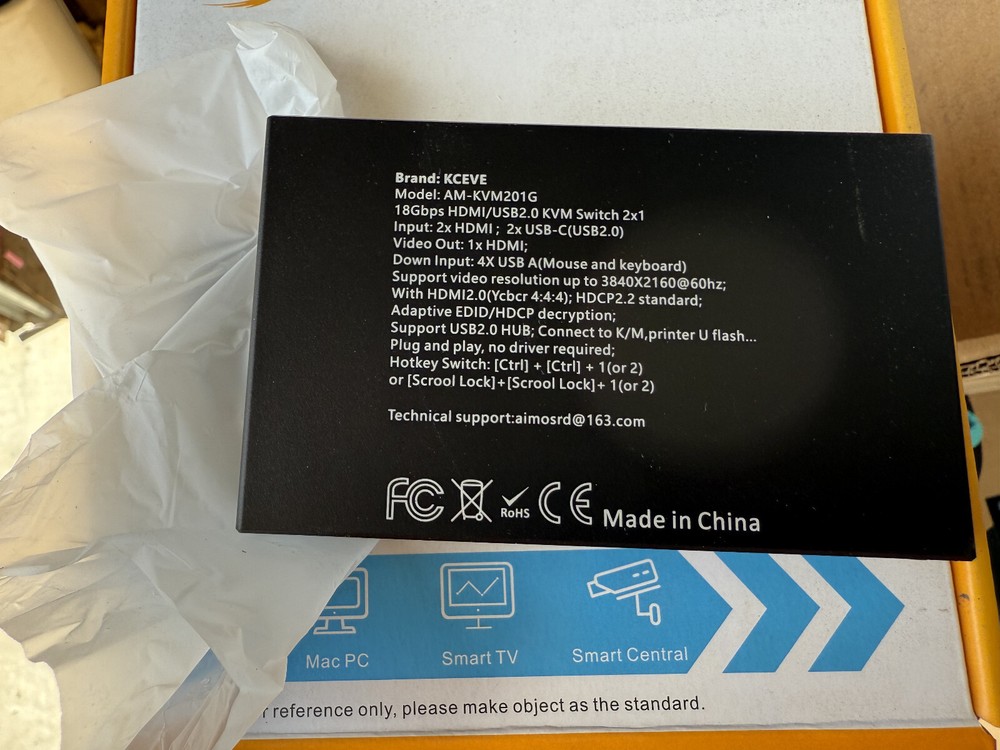 Brand: KCEVE
Model: AM-KVM201G
18Gbps HDMI/USB2.0 KVM Switch 2x1
Input: 2x HDMI ; 2x USB-C(USB2.0)
Video Out: 1x HDMI;
Down Input: 4X USB A(Mouse and keyboard)
Support video resolution up to 3840X2160@60hz;
With HDMI2.0(Ycbcr 4:4:4); HDCP2.2 standard;
Adaptive EDID/HDCP decryption;
Support USB2.0 HUB; Connect to K/M,printer U flash...
Plug and play, no driver required;
Hotkey Switch: [Ctrl] + [Ctrl] + 1(or 2)
or [Scrool Lock]+[Scrool Lock]+ 1(or 2)
Technical support:aimosrd@163.com
FC RoHS CE Made in China
Mac PC Smart TV Smart Central
reference only, please make object as the standard.